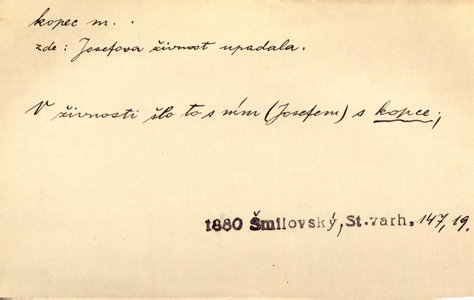 kopec m. .
zde: Josefova živnost upadala.
V živnosti šlo to s ním (Josefem) s kopce;
1880 Šmilovský, St. varh. 147, 19.